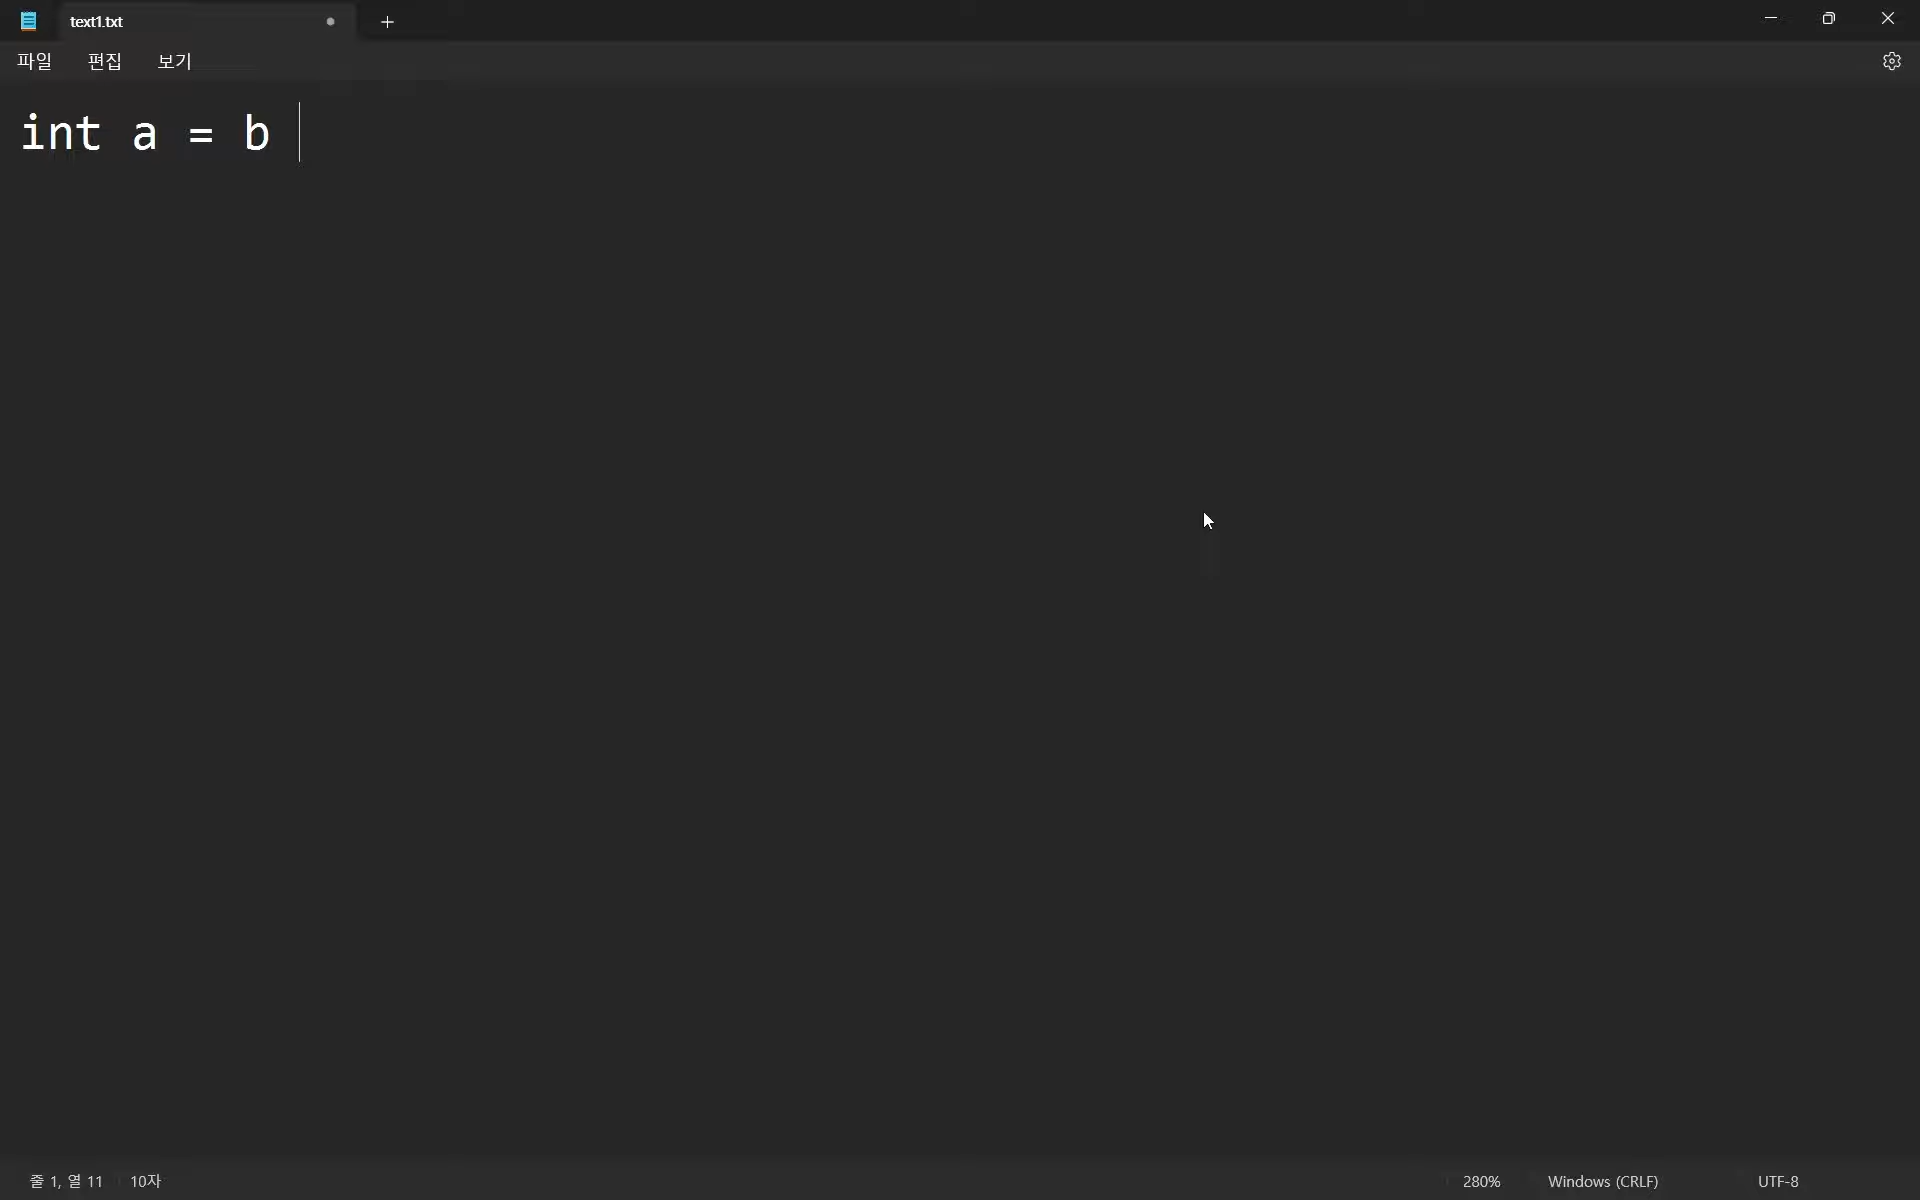 text1.txt
파일 편집 보기
int a = b
줄 1, 열 11 10자 280% Windows (CRLF) UTF-8